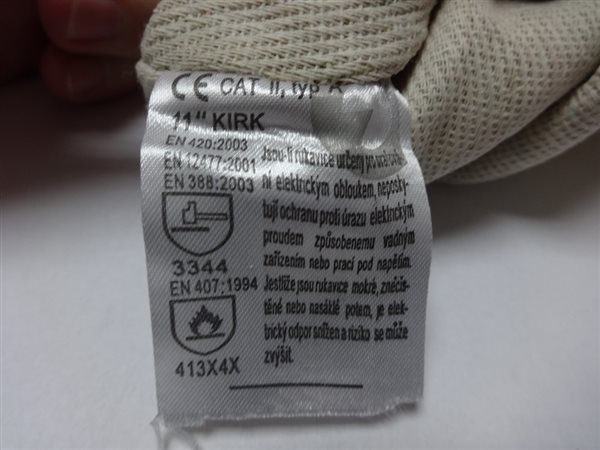 CE CAT II, typ A
11" KIRK
EN 420:2003
EN 12477:2001
EN 388:2003
3344
EN 407:1994
413X4X
Jsou-li rukavice určeny pro
ní elektrickým obloukem, neposky-
tují ochranu proti úrazu elektrickým
proudem způsobenému vadným
zařízením nebo prací pod napětím.
Jestliže jsou rukavice mokré, znečis-
těné nebo nasáklé potem, je elek-
trický odpor snížen a riziko se může
zvýšit.